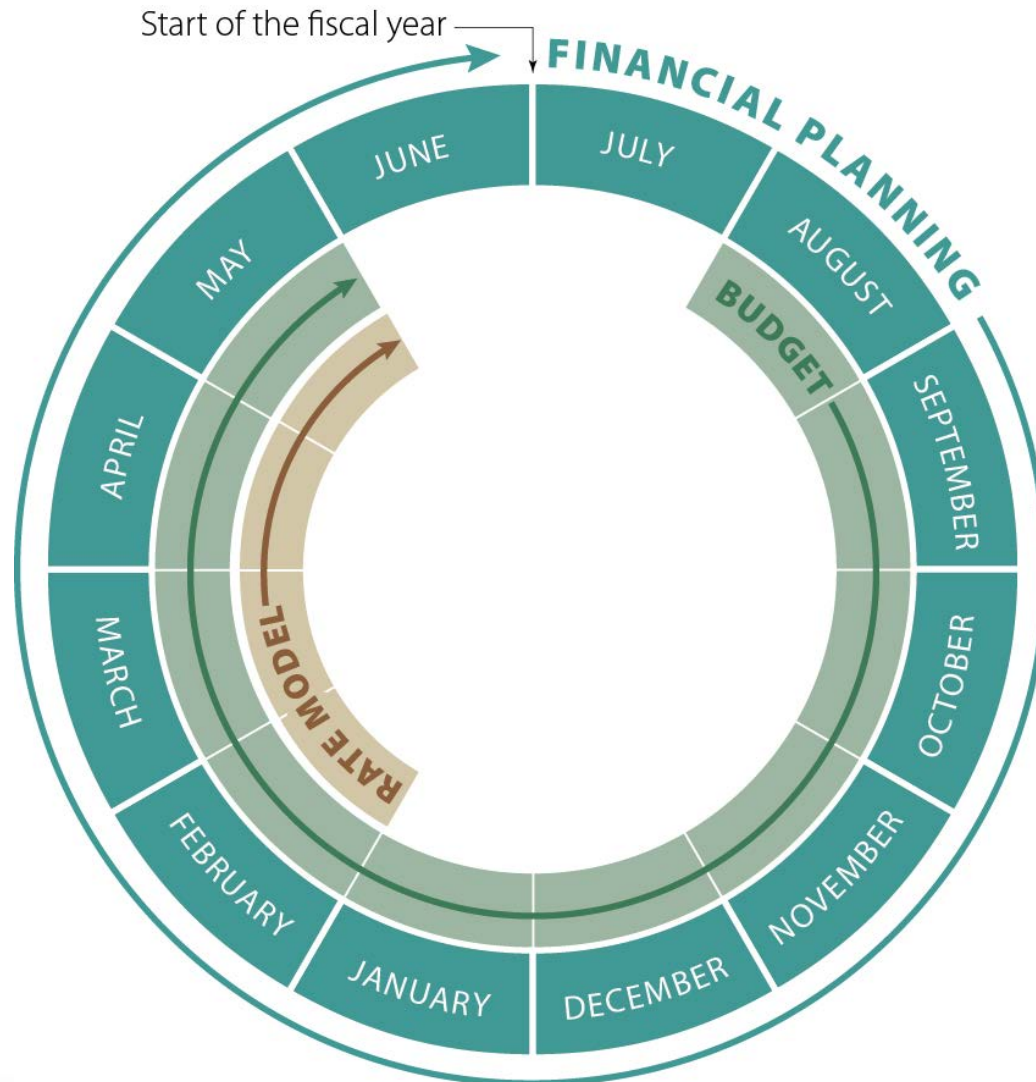 Start of the fiscal year
FINANCIAL PLANNING
JULY
AUGUST
SEPTEMBER
OCTOBER
NOVEMBER
DECEMBER
JANUARY
FEBRUARY
MARCH
APRIL
MAY
JUNE
BUDGET
RATE MODEL